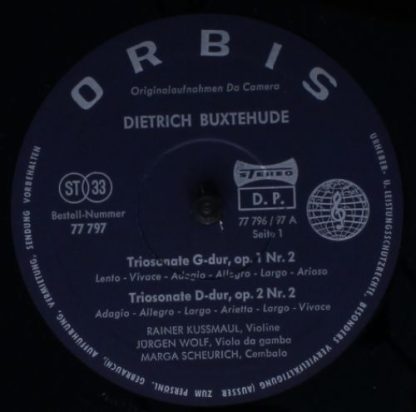 ORBIS
Originalaufnahmen Da Camera
DIETRICH BUXTEHUDE
ST 33
STEREO
D. P.
Bestell-Nummer
77 797
77 796 / 97 A
Seite 1
Triosonate G-dur, op. 1 Nr. 2
Lento - Vivace - Adagio - Allegro - Largo - Arioso
Triosonate D-dur, op. 2 Nr. 2
Adagio - Allegro - Largo - Arietta - Largo - Vivace
RAINER KUSSMAUL, Violine
JÜRGEN WOLF, Viola da gamba
MARGA SCHEURICH, Cembalo
URHEBER- U. LEISTUNGSSCHUTZRECHTE, BESONDERS VERVIELFÄLTIGUNG (AUSSER ZUM PERSÖNL. GEBRAUCH), AUFFÜHRUNG, VERMIETUNG, SENDUNG VORBEHALTEN